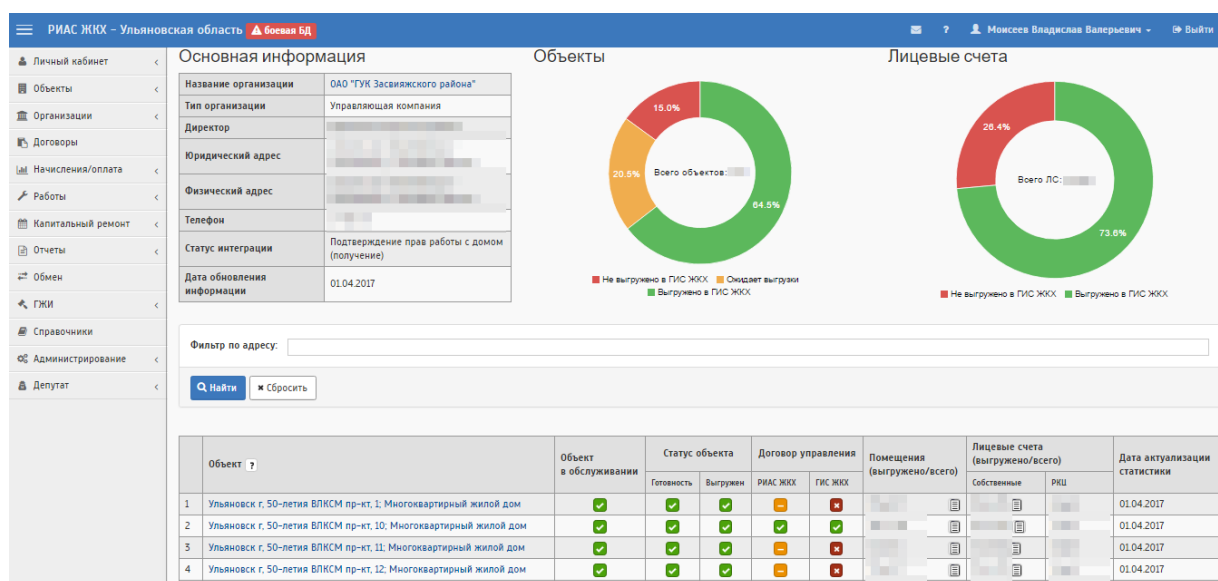 РИАС ЖКХ – Ульяновская область боевая БД
? Моисеев Владислав Валерьевич Выйти
Личный кабинет
Объекты
Организации
Договоры
Начисления/оплата
Работы
Капитальный ремонт
Отчеты
Обмен
ГЖИ
Справочники
Администрирование
Депутат
Основная информация
Название организации ОАО "ГУК Засвияжского района"
Тип организации Управляющая компания
Директор
Юридический адрес
Физический адрес
Телефон
Статус интеграции Подтверждение прав работы с домом
(получение)
Дата обновления
информации 01.04.2017
Объекты
15.0%
20.5%
Всего объектов:
64.5%
Не выгружено в ГИС ЖКХ Ожидает выгрузки
Выгружено в ГИС ЖКХ
Лицевые счета
26.4%
Всего ЛС:
73.6%
Не выгружено в ГИС ЖКХ Выгружено в ГИС ЖКХ
Фильтр по адресу:
Найти Сбросить
Объект ?
Объект
в обслуживании
Статус объекта
Готовность Выгружен
Договор управления
РИАС ЖКХ ГИС ЖКХ
Помещения
(выгружено/всего)
Лицевые счета
(выгружено/всего)
Собственные РКЦ
Дата актуализации
статистики
1 Ульяновск г, 50-летия ВЛКСМ пр-кт, 1; Многоквартирный жилой дом 01.04.2017
2 Ульяновск г, 50-летия ВЛКСМ пр-кт, 10; Многоквартирный жилой дом 01.04.2017
3 Ульяновск г, 50-летия ВЛКСМ пр-кт, 11; Многоквартирный жилой дом 01.04.2017
4 Ульяновск г, 50-летия ВЛКСМ пр-кт, 12; Многоквартирный жилой дом 01.04.2017